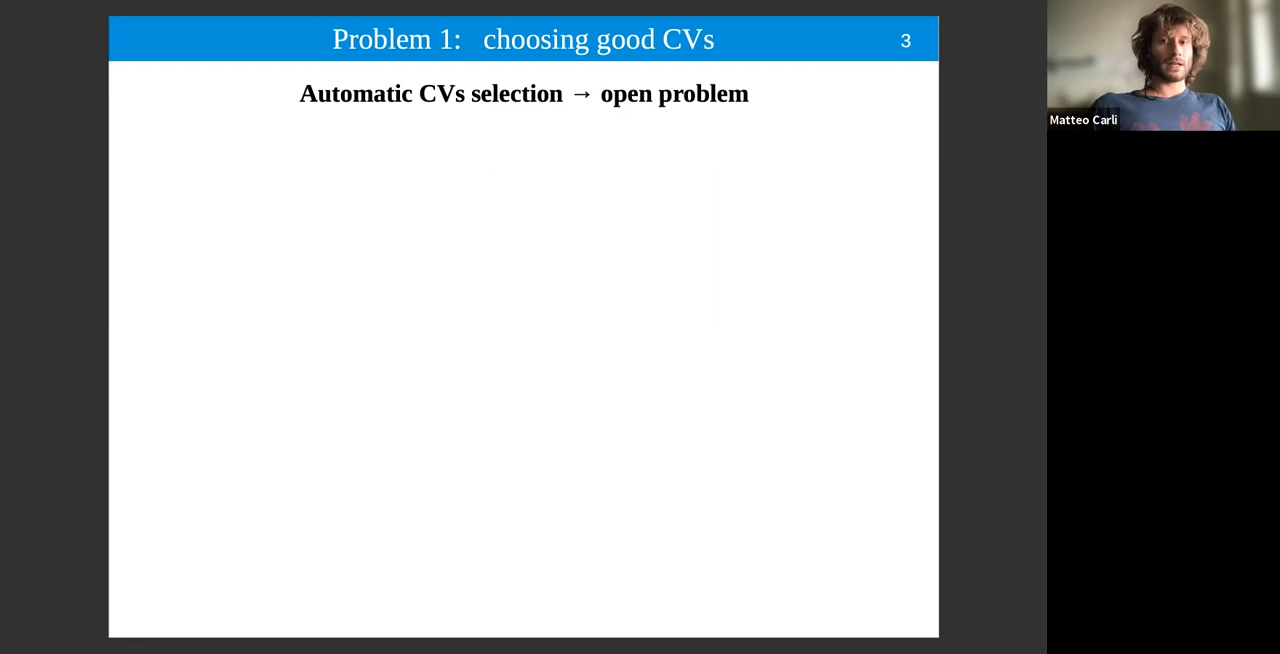 Problem 1: choosing good CVs
3
Automatic CVs selection → open problem
Matteo Carli